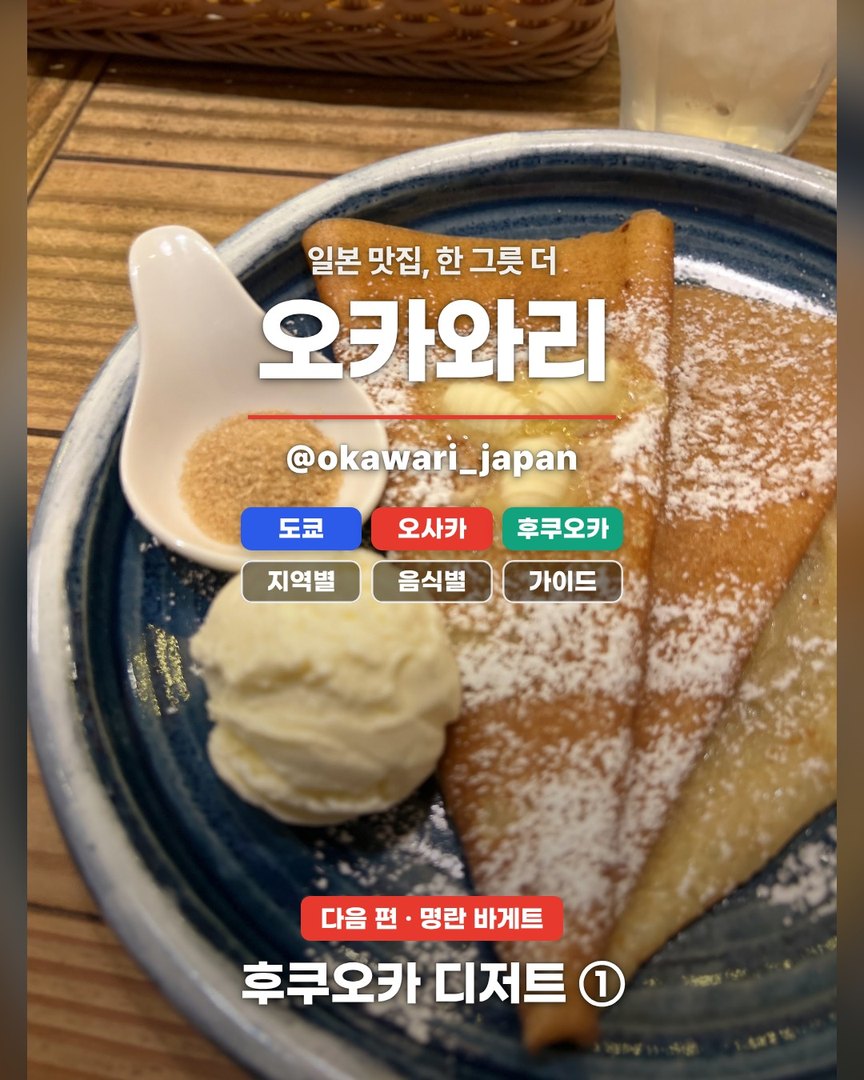 일본 맛집, 한 그릇 더
오카와리
@okawari_japan
도쿄 오사카 후쿠오카
지역별 음식별 가이드
다음 편 · 명란 바게트
후쿠오카 디저트 ①